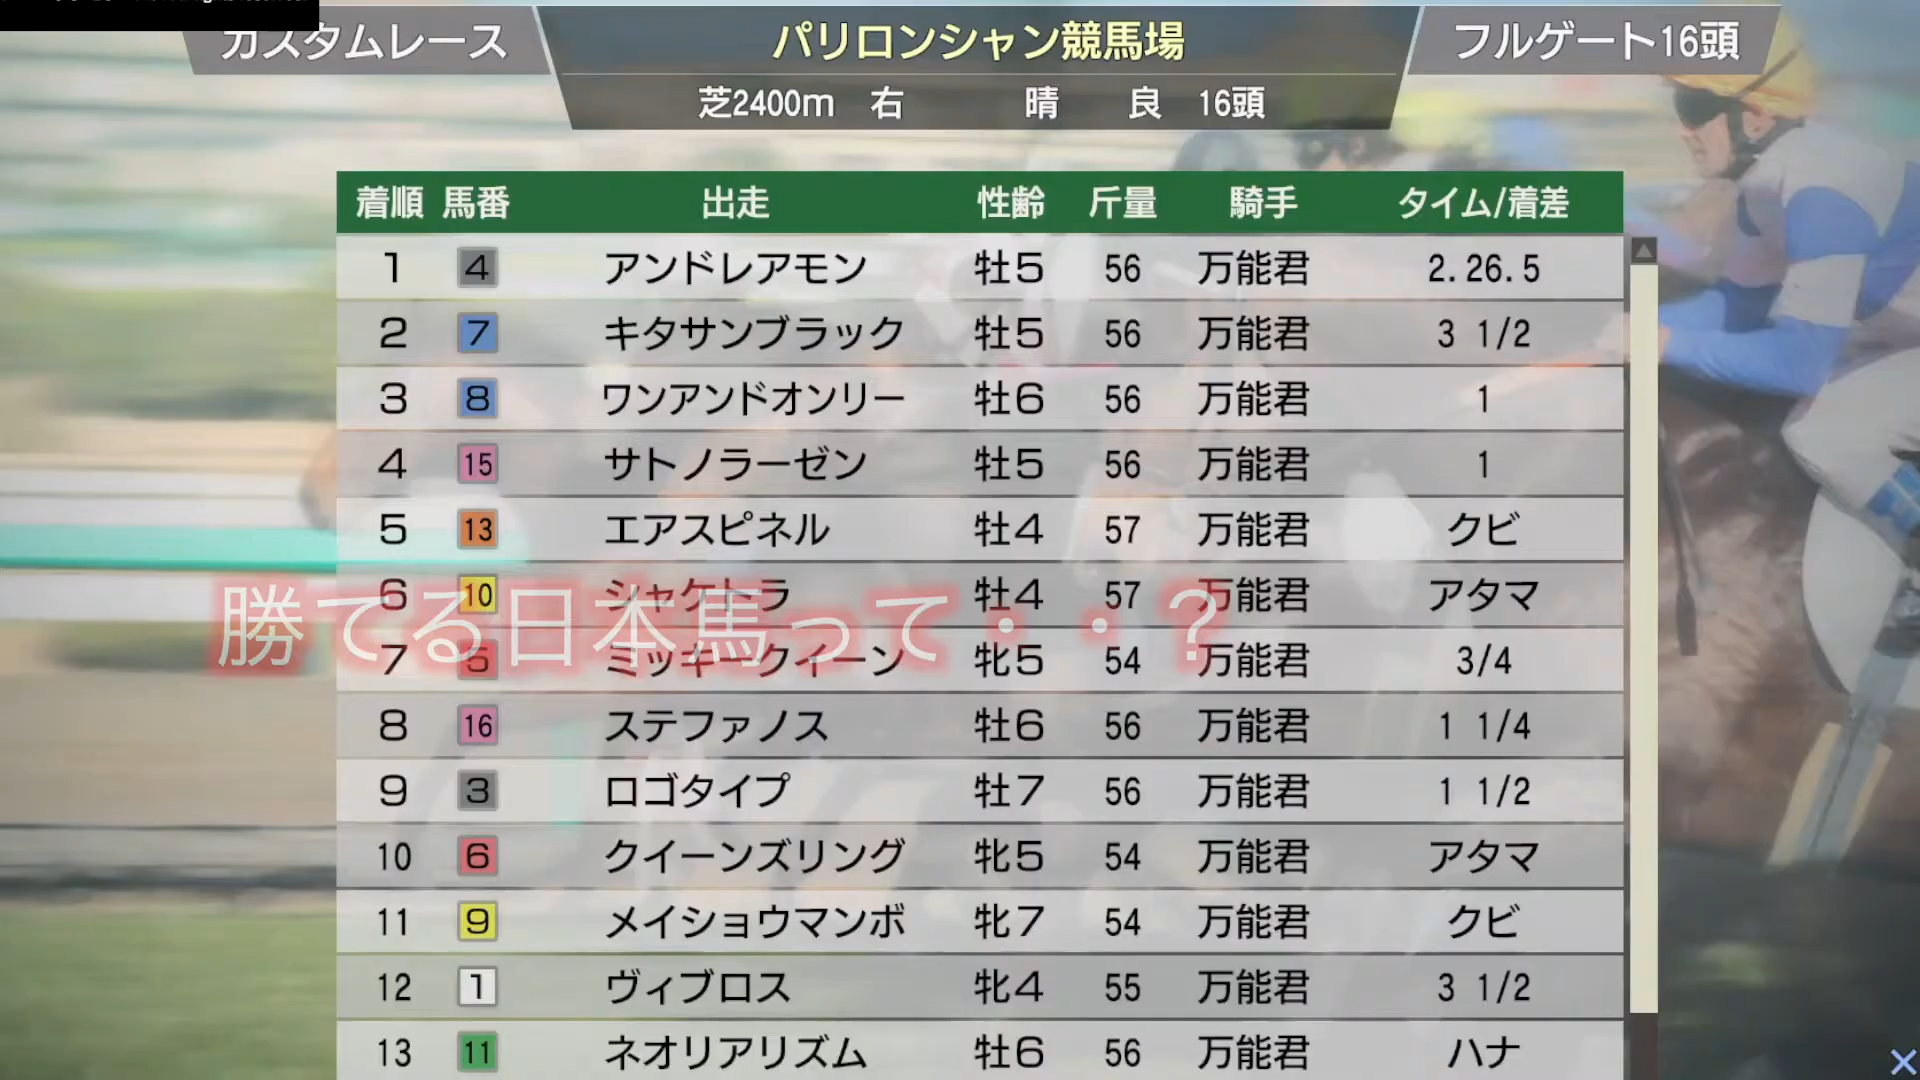 カスタムレース パリロンシャン競馬場 フルゲート16頭
芝2400m 右 晴 良 16頭
着順 馬番 出走 性齢 斤量 騎手 タイム/着差
1 4 アンドレアモン 牡5 56 万能君 2.26.5
2 7 キタサンブラック 牡5 56 万能君 3 1/2
3 8 ワンアンドオンリー 牡6 56 万能君 1
4 15 サトノラーゼン 牡5 56 万能君 1
5 13 エアスピネル 牡4 57 万能君 クビ
6 10 シャケトラ 牡4 57 万能君 アタマ
勝てる日本馬って・・？
7 5 ミッキークイーン 牝5 54 万能君 3/4
8 16 ステファノス 牡6 56 万能君 1 1/4
9 3 ロゴタイプ 牡7 56 万能君 1 1/2
10 6 クイーンズリング 牝5 54 万能君 アタマ
11 9 メイショウマンボ 牝7 54 万能君 クビ
12 1 ヴィブロス 牝4 55 万能君 3 1/2
13 11 ネオリアリズム 牡6 56 万能君 ハナ